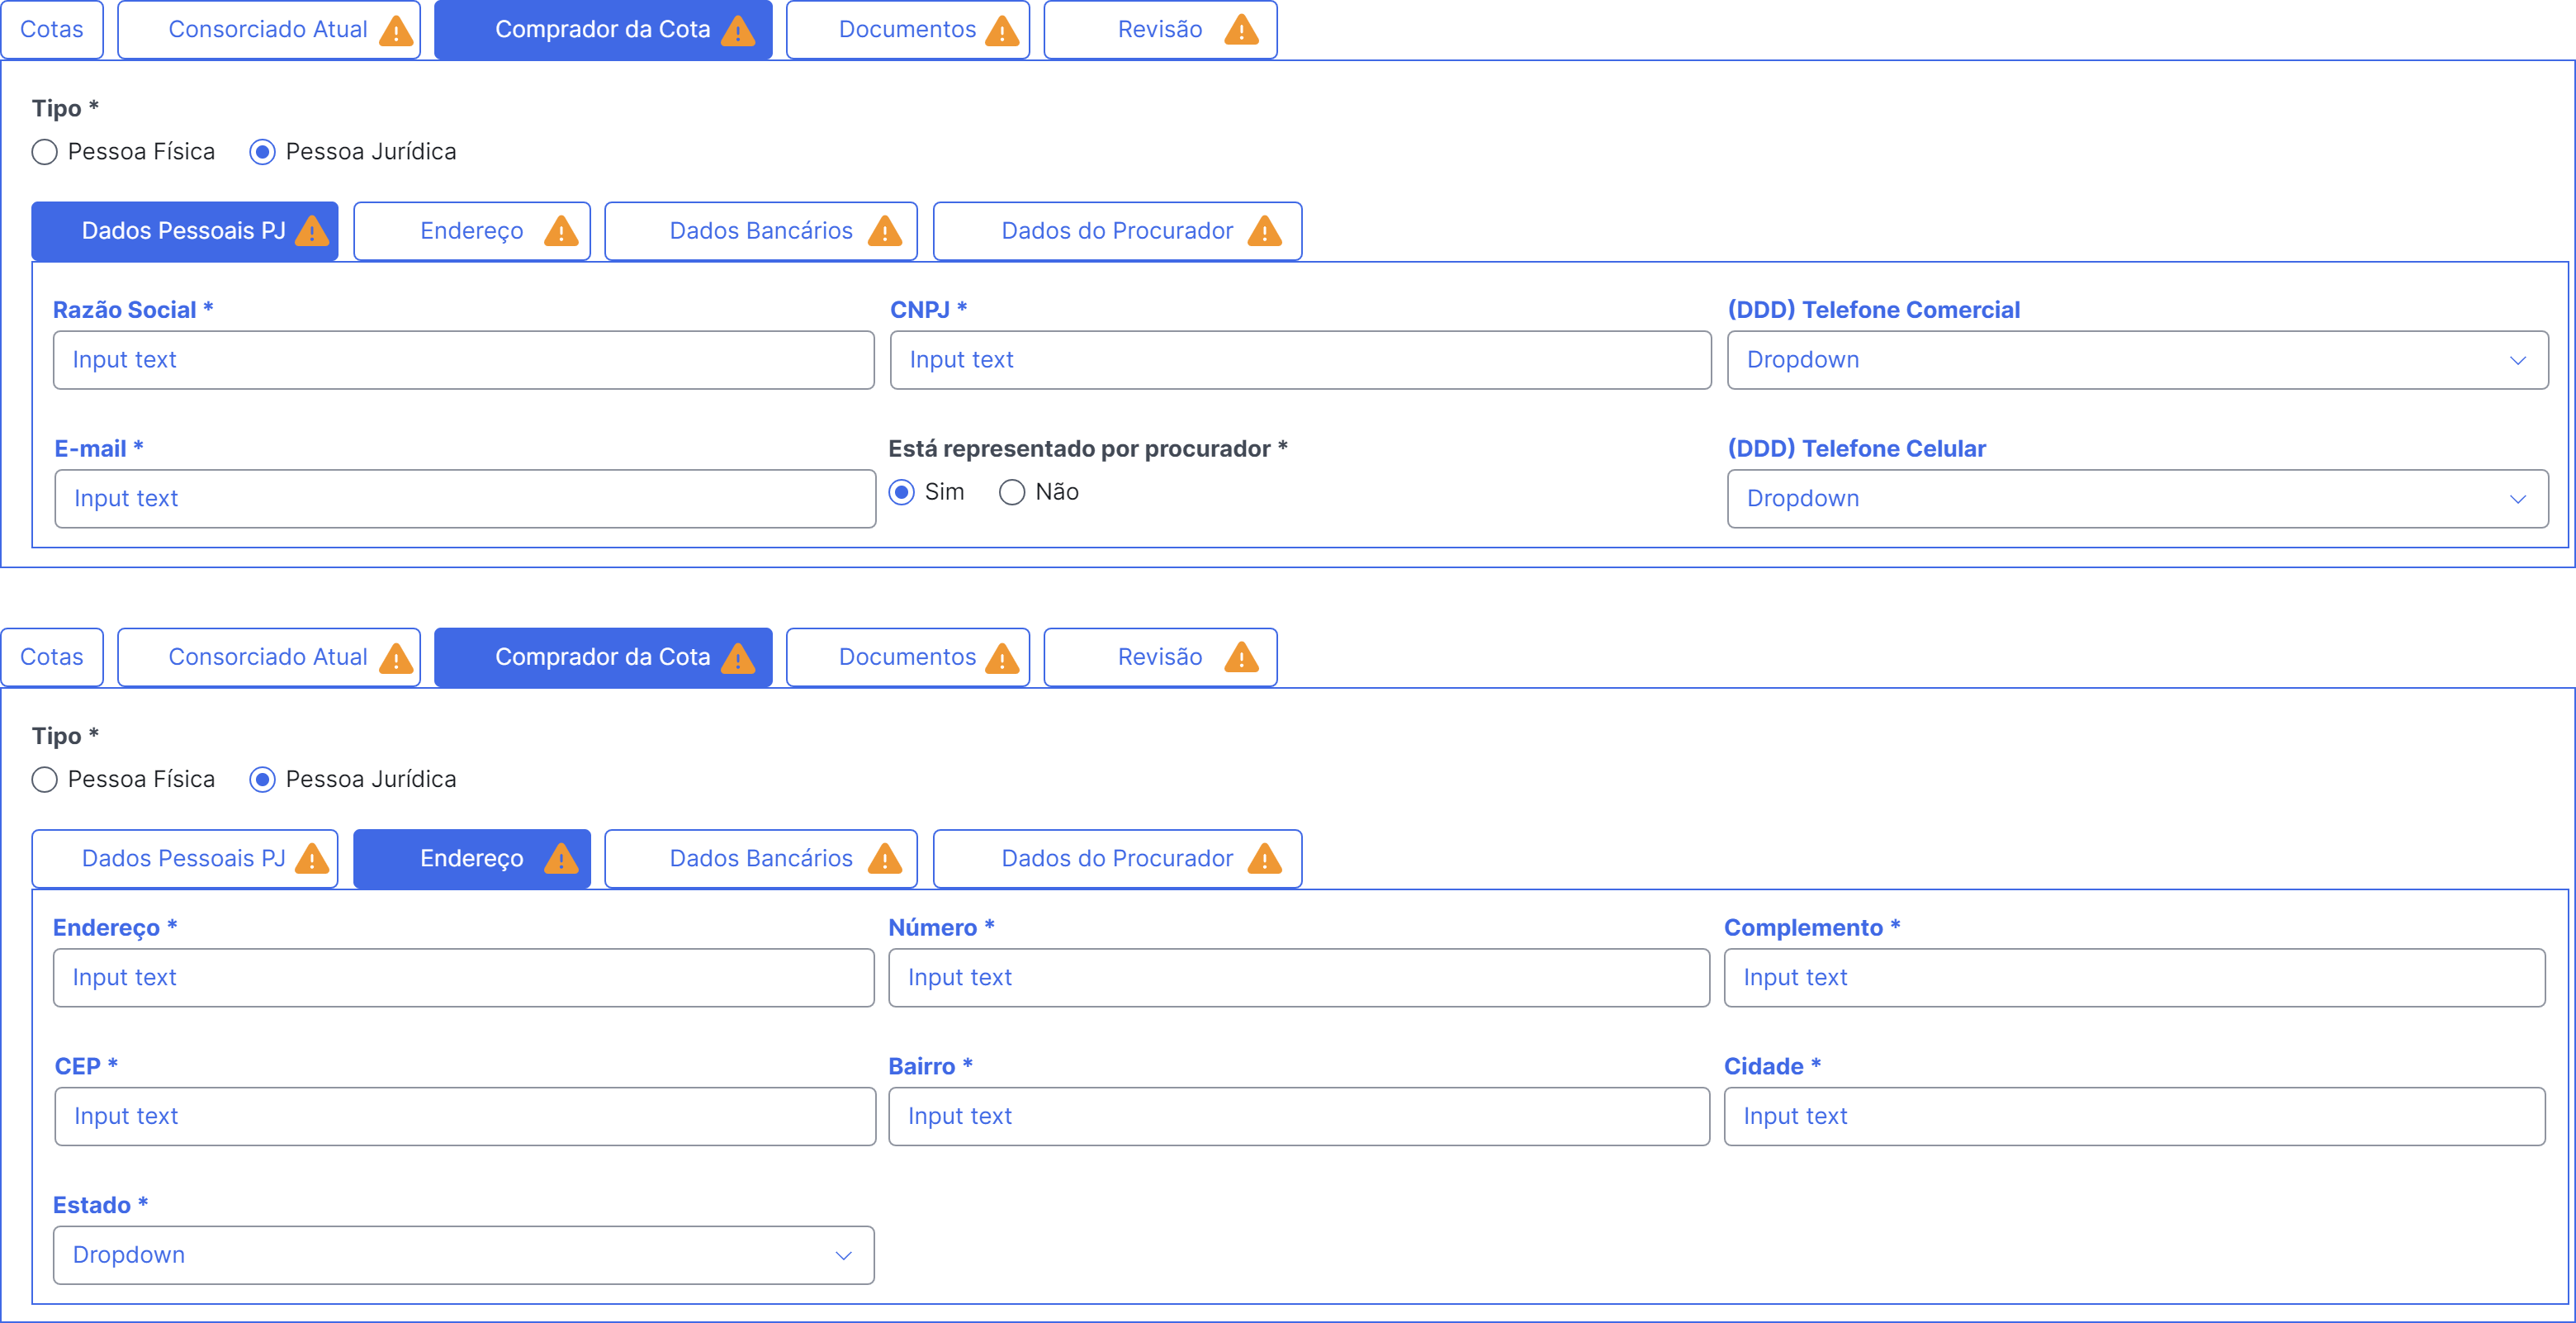 Cotas Consorciado Atual Comprador da Cota Documentos Revisão
Tipo *
Pessoa Física Pessoa Jurídica
Dados Pessoais PJ Endereço Dados Bancários Dados do Procurador
Razão Social * CNPJ * (DDD) Telefone Comercial
Input text Input text Dropdown
E-mail * Está representado por procurador * (DDD) Telefone Celular
Input text Sim Não Dropdown
Cotas Consorciado Atual Comprador da Cota Documentos Revisão
Tipo *
Pessoa Física Pessoa Jurídica
Dados Pessoais PJ Endereço Dados Bancários Dados do Procurador
Endereço * Número * Complemento *
Input text Input text Input text
CEP * Bairro * Cidade *
Input text Input text Input text
Estado *
Dropdown